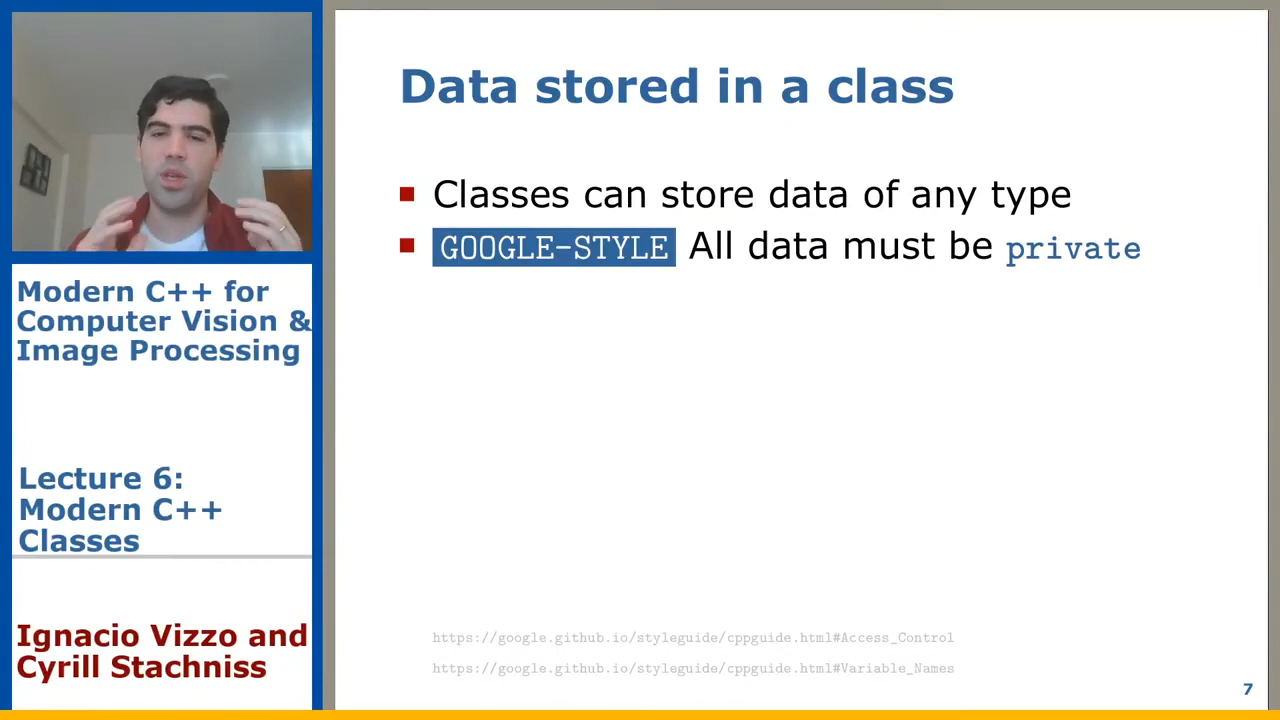 Modern C++ for
Computer Vision &
Image Processing
Lecture 6:
Modern C++
Classes
Ignacio Vizzo and
Cyrill Stachniss
Data stored in a class
Classes can store data of any type
GOOGLE-STYLE All data must be private
https://google.github.io/styleguide/cppguide.html#Access_Control
https://google.github.io/styleguide/cppguide.html#Variable_Names
7